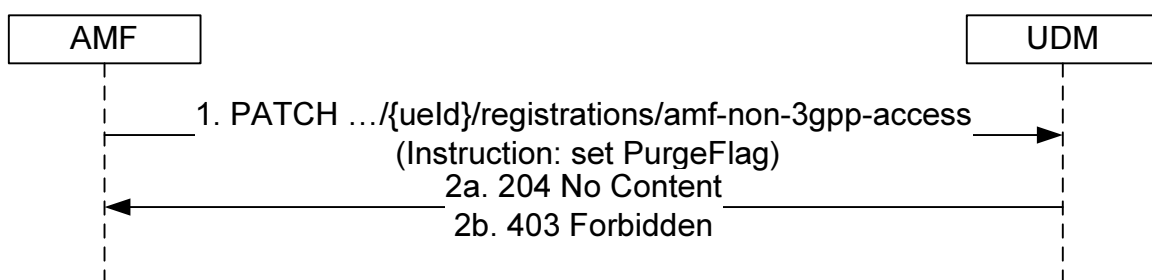 AMF
UDM
1. PATCH …/{ueId}/registrations/amf-non-3gpp-access
(Instruction: set PurgeFlag)
2a. 204 No Content
2b. 403 Forbidden